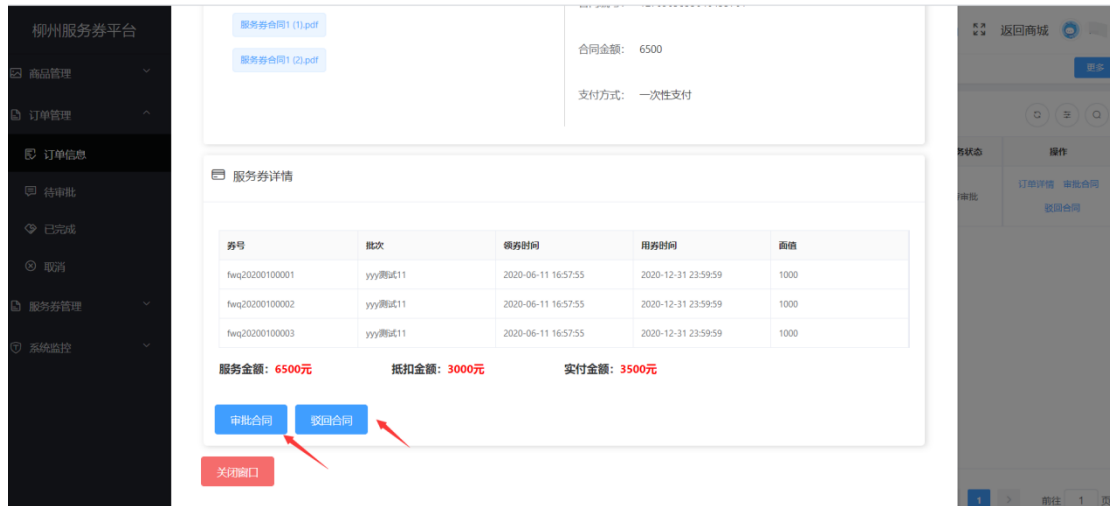 柳州服务券平台
商品管理
订单管理
订单信息
待审批
已完成
取消
服务券管理
系统监控
服务券合同1 (1).pdf
服务券合同1 (2).pdf
合同金额： 6500
支付方式： 一次性支付
服务券详情
券号 批次 领券时间 用券时间 面值
fwq20200100001 yyy测试11 2020-06-11 16:57:55 2020-12-31 23:59:59 1000
fwq20200100002 yyy测试11 2020-06-11 16:57:55 2020-12-31 23:59:59 1000
fwq20200100003 yyy测试11 2020-06-11 16:57:55 2020-12-31 23:59:59 1000
服务金额：6500元 抵扣金额：3000元 实付金额：3500元
审批合同 驳回合同
关闭窗口
返回商城
更多
务状态 操作
审批 订单详情 审批合同
驳回合同
1 > 前往 1 页